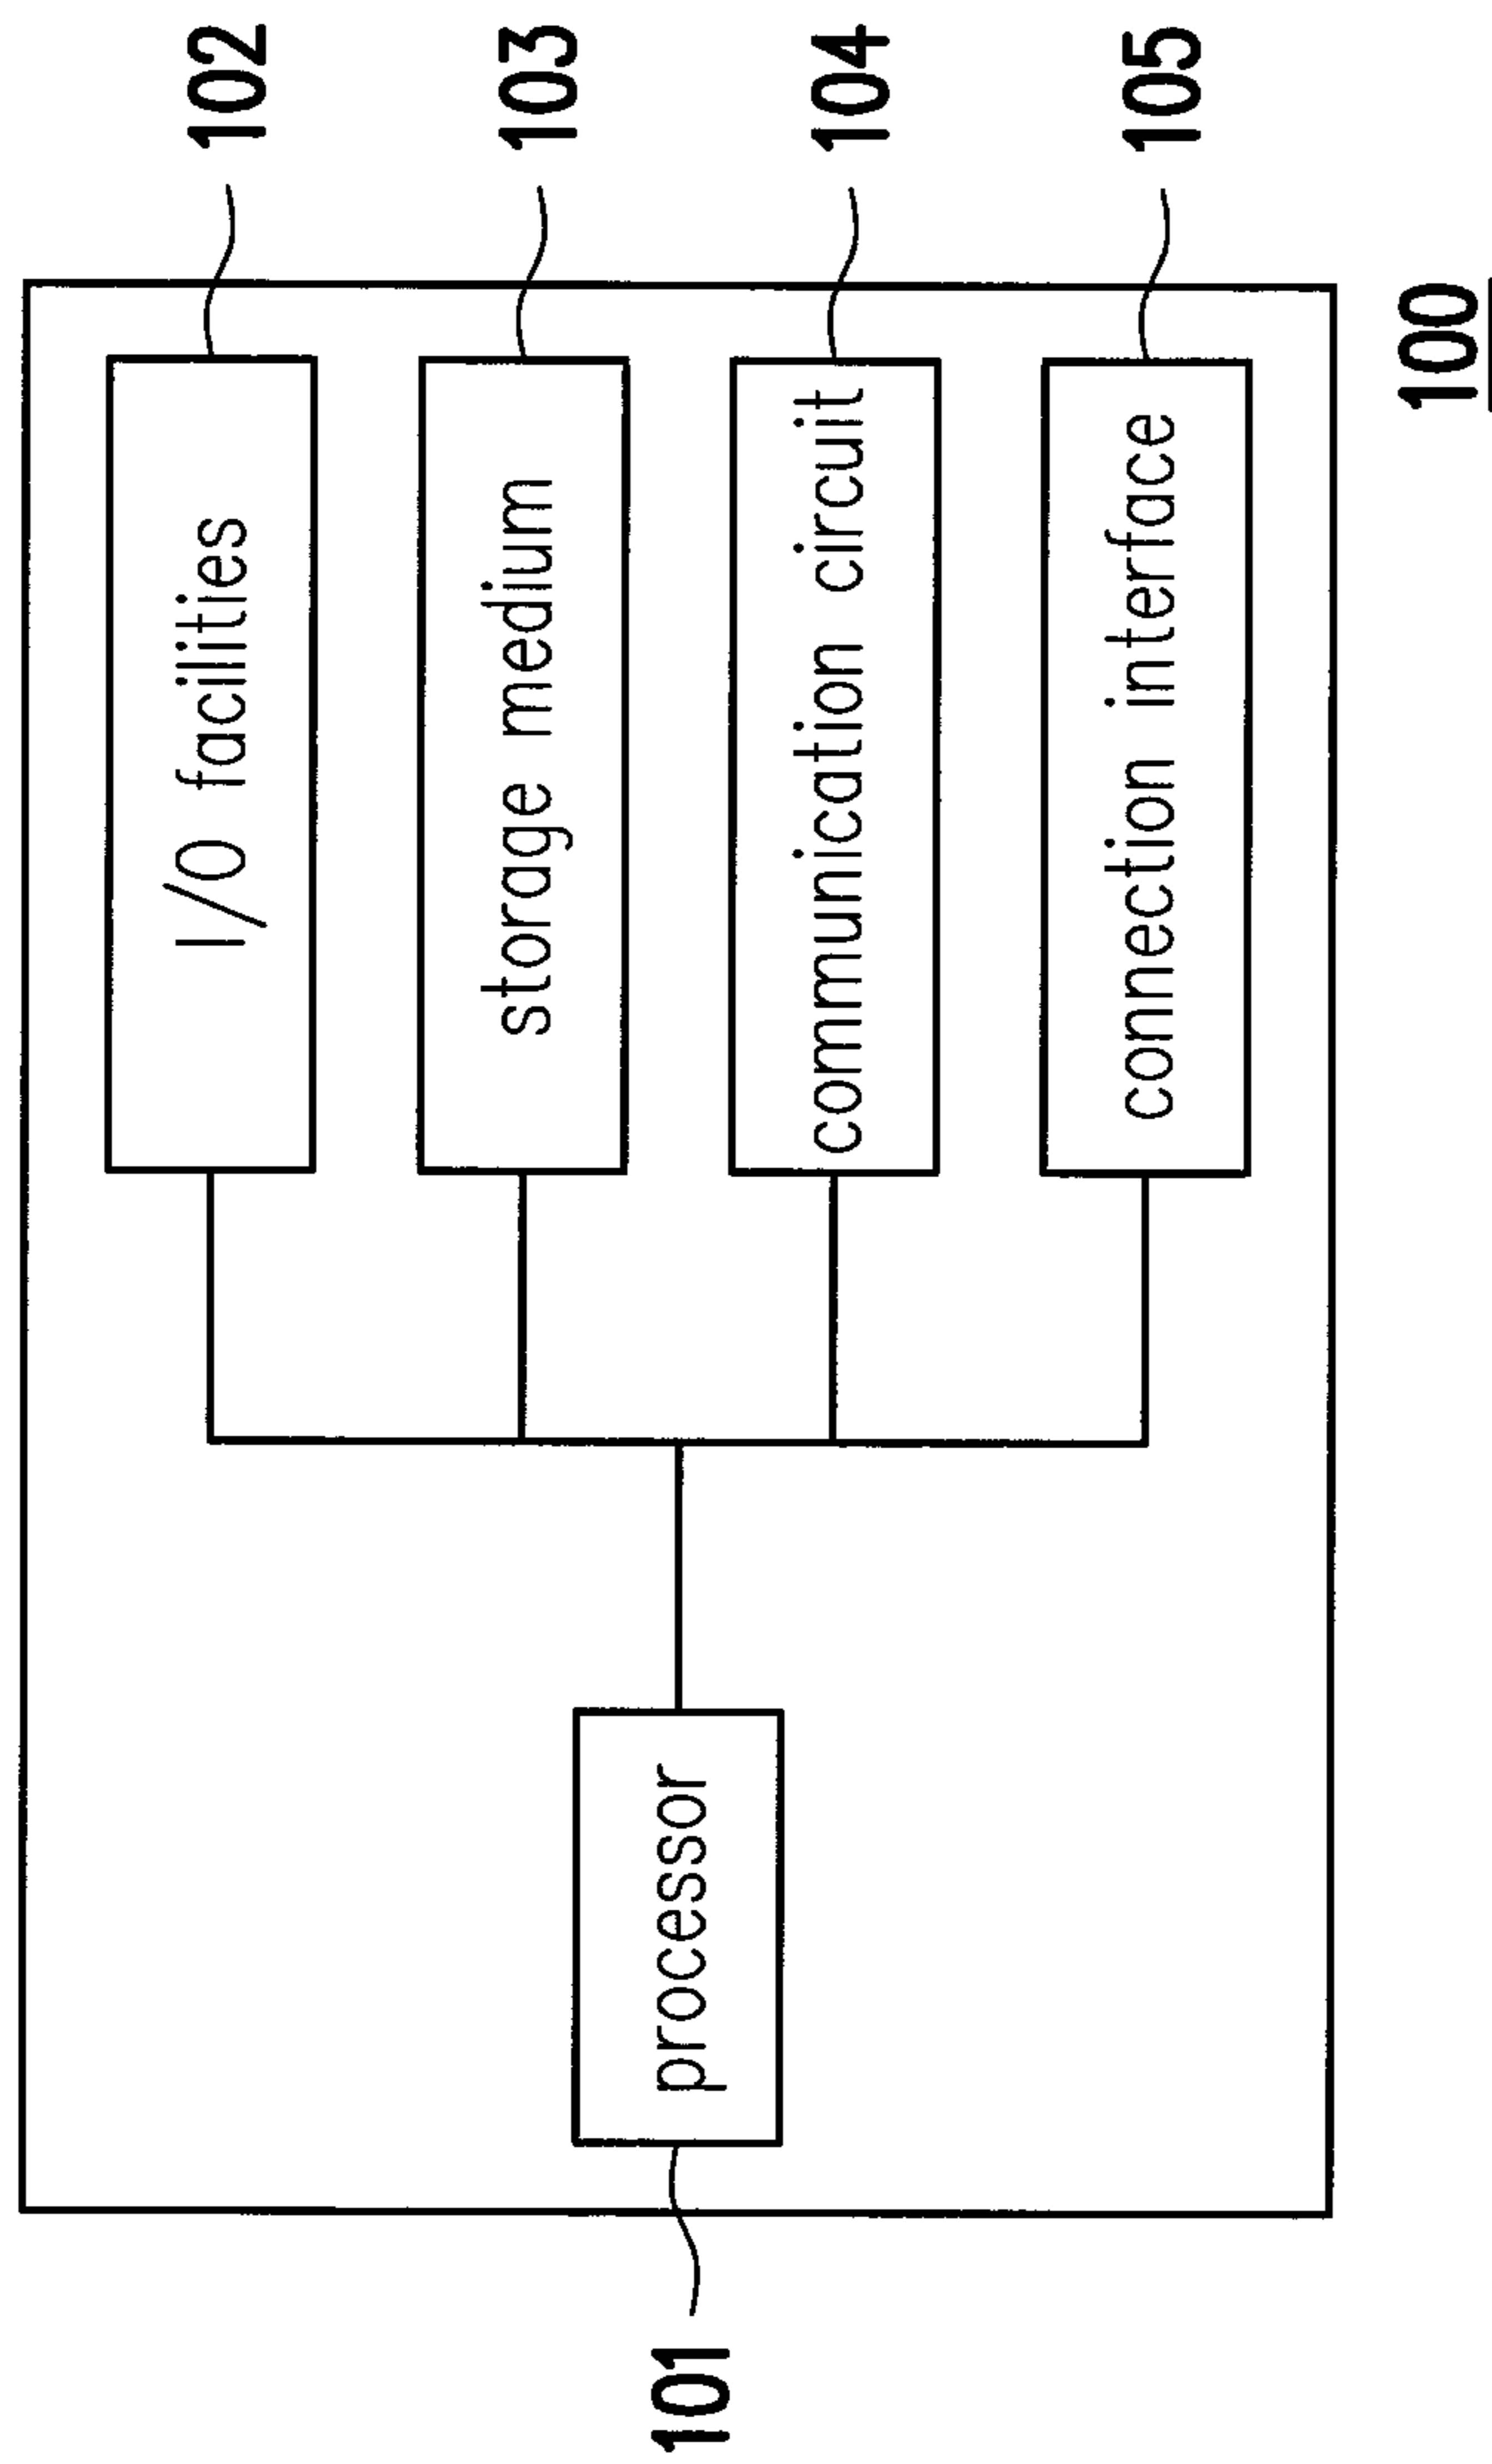 I/O facilities
102
storage medium
103
processor
101
communication circuit
104
connection interface
105
100